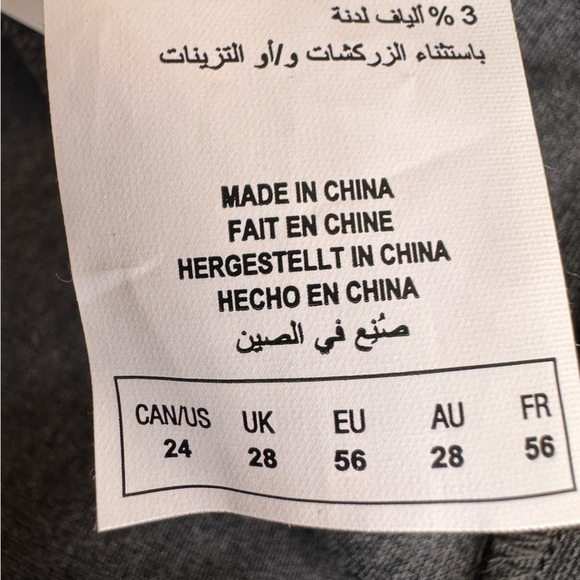 3 % ألياف لدنة
باستثناء الزركشات و/أو التزينات
MADE IN CHINA
FAIT EN CHINE
HERGESTELLT IN CHINA
HECHO EN CHINA
صُنِع في الصين
CAN/US UK EU AU FR
24 28 56 28 56